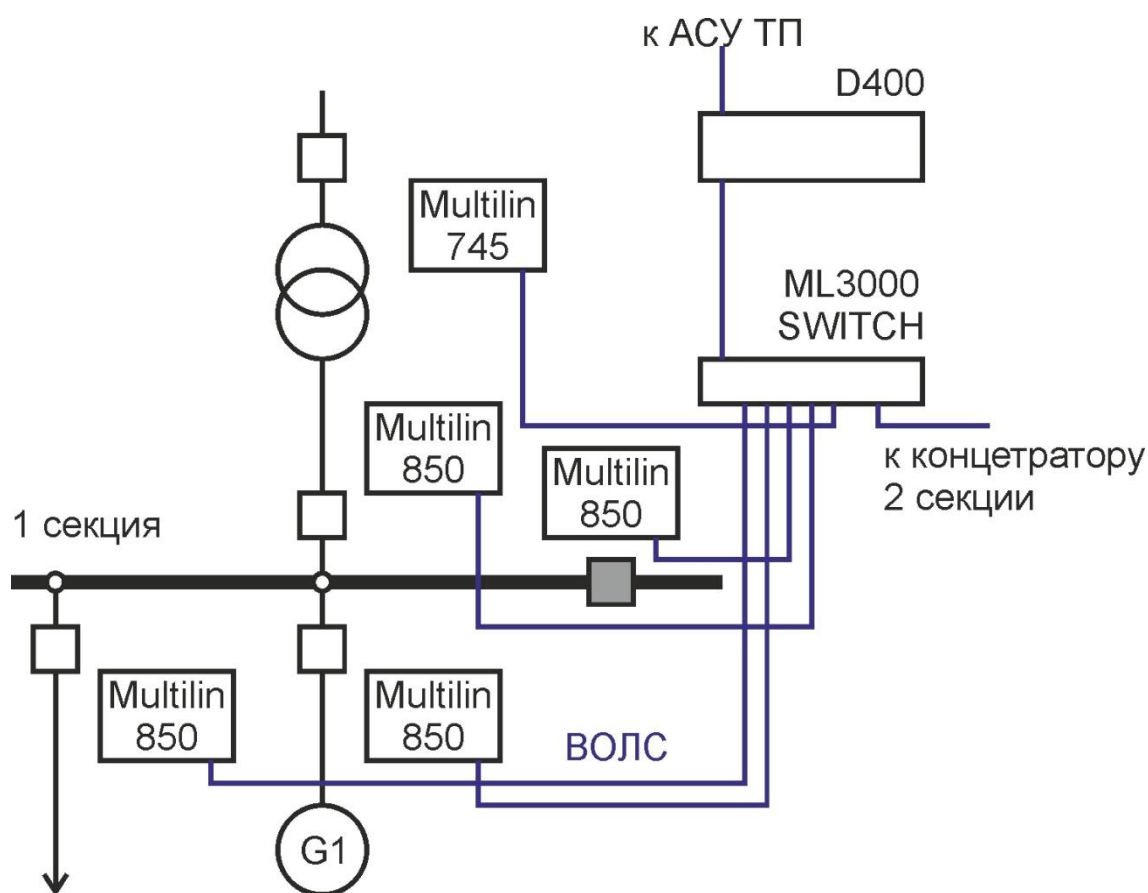 к АСУ ТП
D400
Multilin
745
ML3000
SWITCH
Multilin
850
Multilin
850
к концетратору
2 секции
1 секция
Multilin
850
Multilin
850
ВОЛС
G1